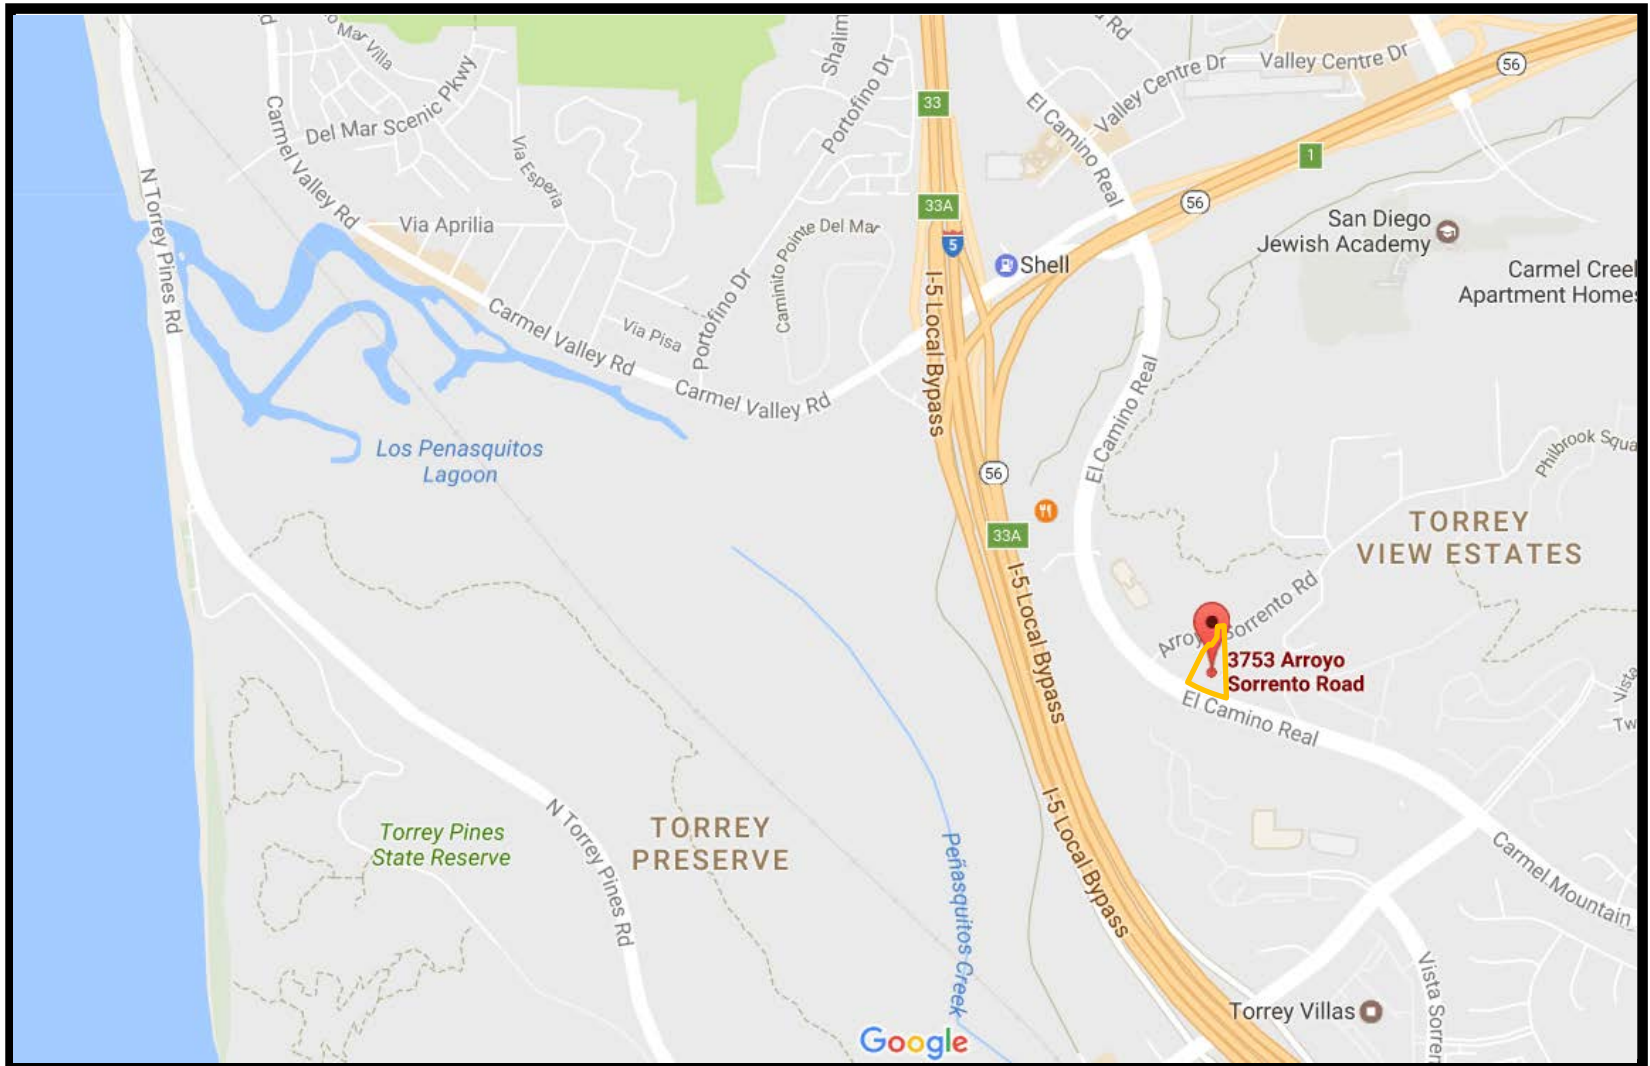 Mar Villa
Shalim
Rd
Valley Centre Dr
Valley Centre Dr
56
Del Mar Scenic Pkwy
Portofino Dr
33
El Camino Real
Carmel Valley Rd
Via Esperia
1
N Torrey Pines Rd
33A
56
Via Aprilia
Caminito Pointe Del Mar
5
San Diego
Jewish Academy
Shell
Carmel Creek
Apartment Homes
I-5 Local Bypass
Portofino Dr
Via Pisa
Carmel Valley Rd
Carmel Valley Rd
El Camino Real
Los Penasquitos
Lagoon
56
Philbrook Squa
33A
TORREY
VIEW ESTATES
I-5 Local Bypass
Arroyo Sorrento Rd
3753 Arroyo
Sorrento Road
Vista
Tw
El Camino Real
I-5 Local Bypass
N Torrey Pines Rd
Torrey Pines
State Reserve
TORREY
PRESERVE
Peñasquitos Creek
Carmel Mountain
Vista Sorren
Torrey Villas
Google